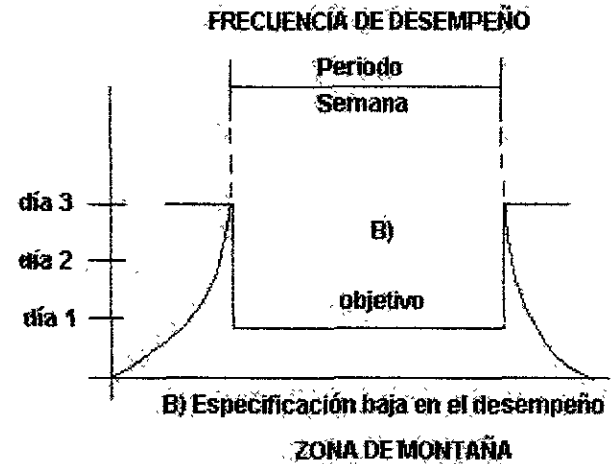 FRECUENCIA DE DESEMPEÑO
Periodo
Semana
día 3
día 2
día 1
B)
objetivo
B) Especificación baja en el desempeño
ZONA DE MONTAÑA